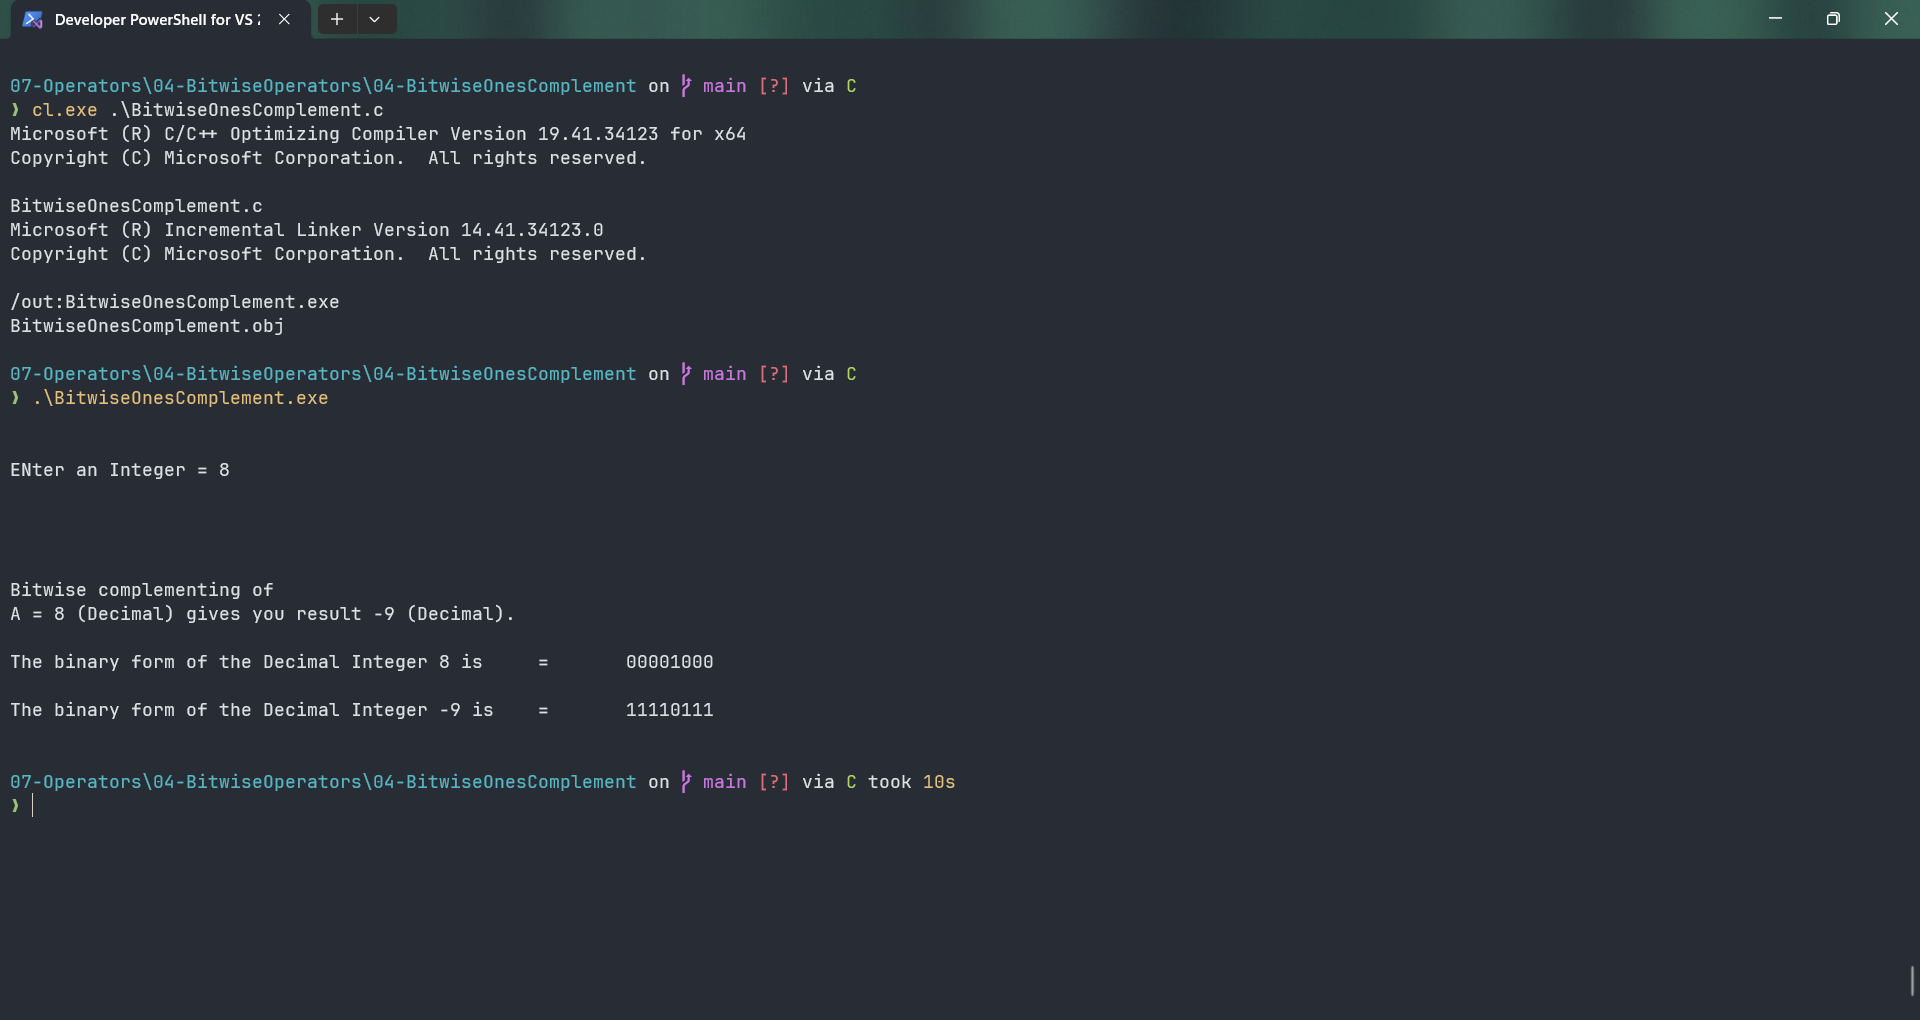 Developer PowerShell for VS 2
07-Operators\04-BitwiseOperators\04-BitwiseOnesComplement on main [?] via C
❯ cl.exe .\BitwiseOnesComplement.c
Microsoft (R) C/C++ Optimizing Compiler Version 19.41.34123 for x64
Copyright (C) Microsoft Corporation.  All rights reserved.
BitwiseOnesComplement.c
Microsoft (R) Incremental Linker Version 14.41.34123.0
Copyright (C) Microsoft Corporation.  All rights reserved.
/out:BitwiseOnesComplement.exe
BitwiseOnesComplement.obj
07-Operators\04-BitwiseOperators\04-BitwiseOnesComplement on main [?] via C
❯ .\BitwiseOnesComplement.exe
ENter an Integer = 8
Bitwise complementing of
A = 8 (Decimal) gives you result -9 (Decimal).
The binary form of the Decimal Integer 8 is     =       00001000
The binary form of the Decimal Integer -9 is    =       11110111
07-Operators\04-BitwiseOperators\04-BitwiseOnesComplement on main [?] via C took 10s
❯